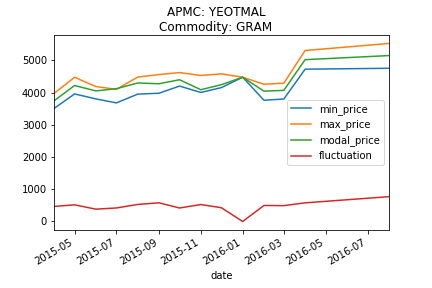 APMC: YEOTMAL
Commodity: GRAM
5000
4000
3000
2000
1000
0
min_price
max_price
modal_price
fluctuation
2015-05
2015-07
2015-09
2015-11
2016-01
2016-03
2016-05
2016-07
date